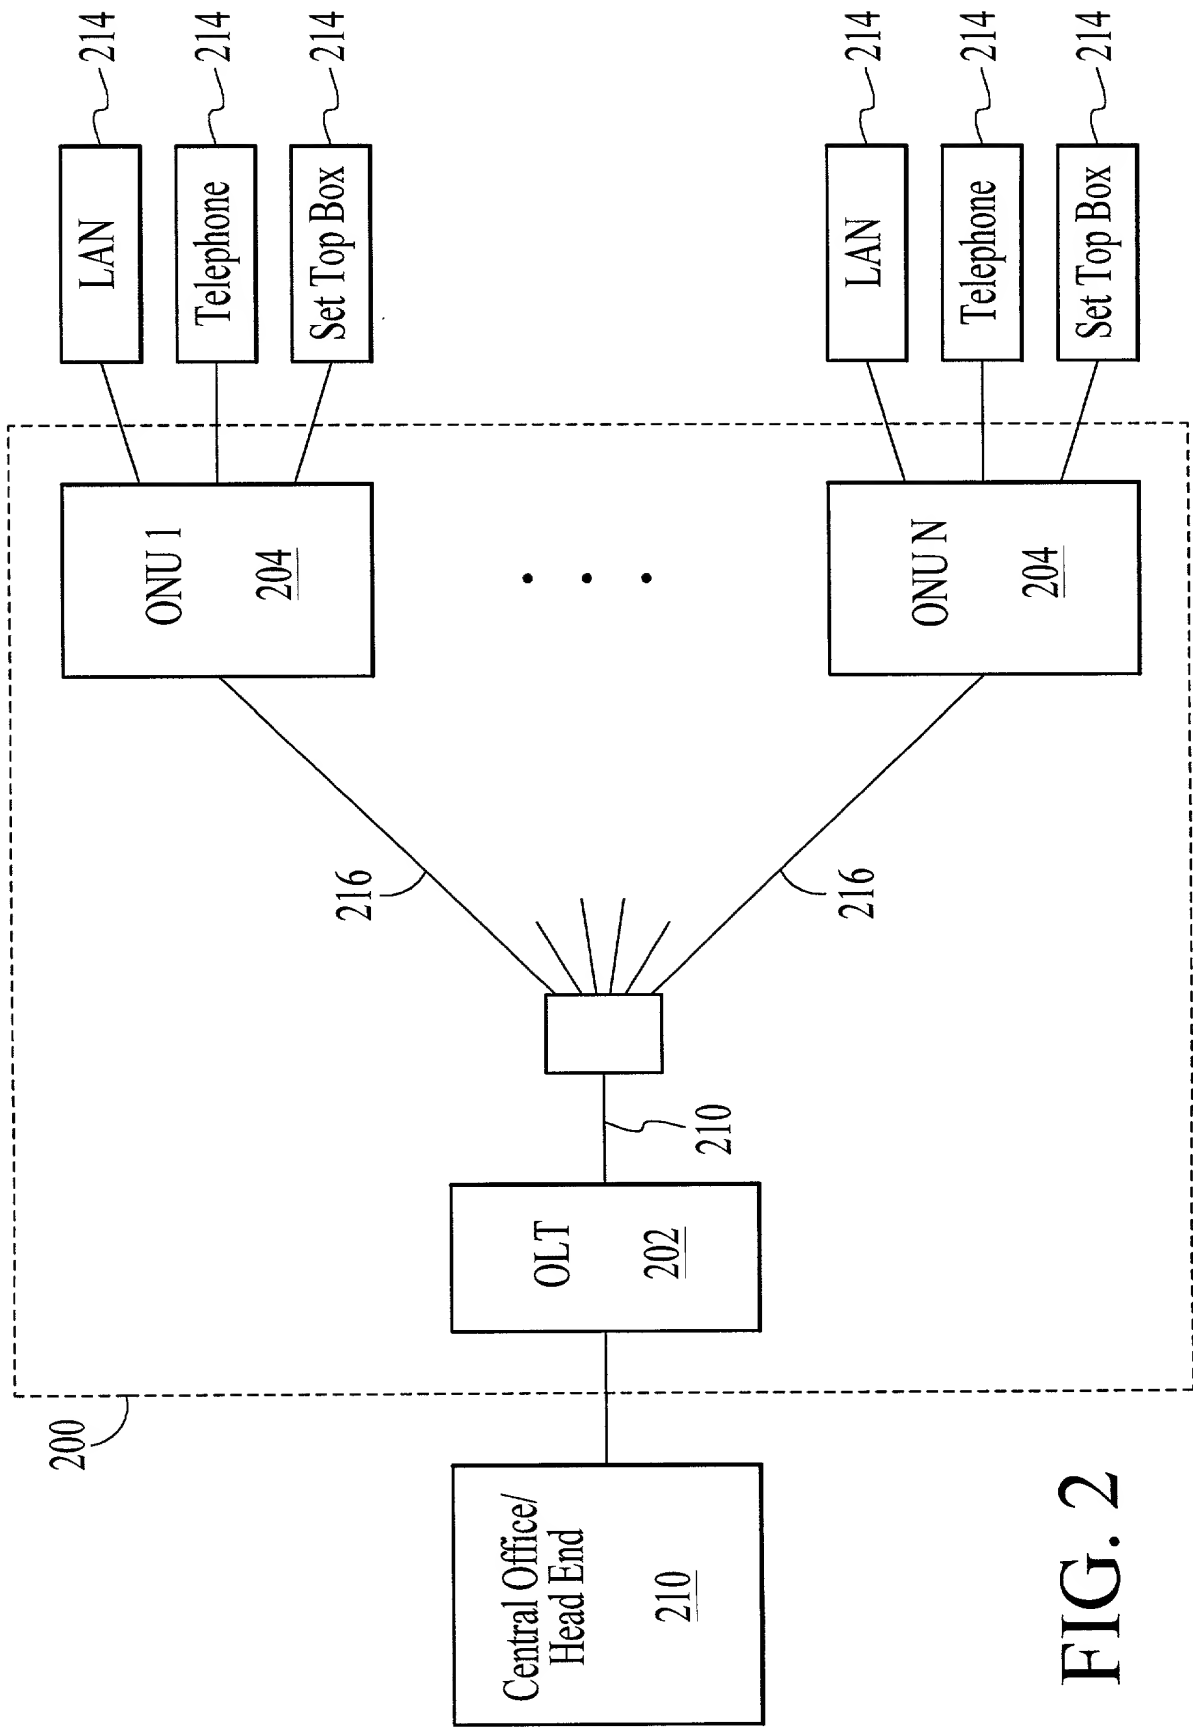 200
Central Office/
Head End
210
OLT
202
210
216
216
ONU 1
204
ONU N
204
LAN
Telephone
Set Top Box
LAN
Telephone
Set Top Box
214
214
214
214
214
214
FIG. 2